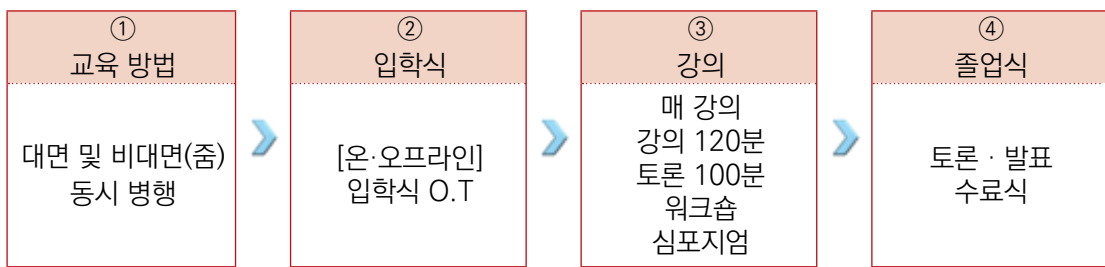 ①
교육 방법
대면 및 비대면(줌)
동시 병행
②
입학식
[온·오프라인]
입학식 O.T
③
강의
매 강의
강의 120분
토론 100분
워크숍
심포지엄
④
졸업식
토론 · 발표
수료식